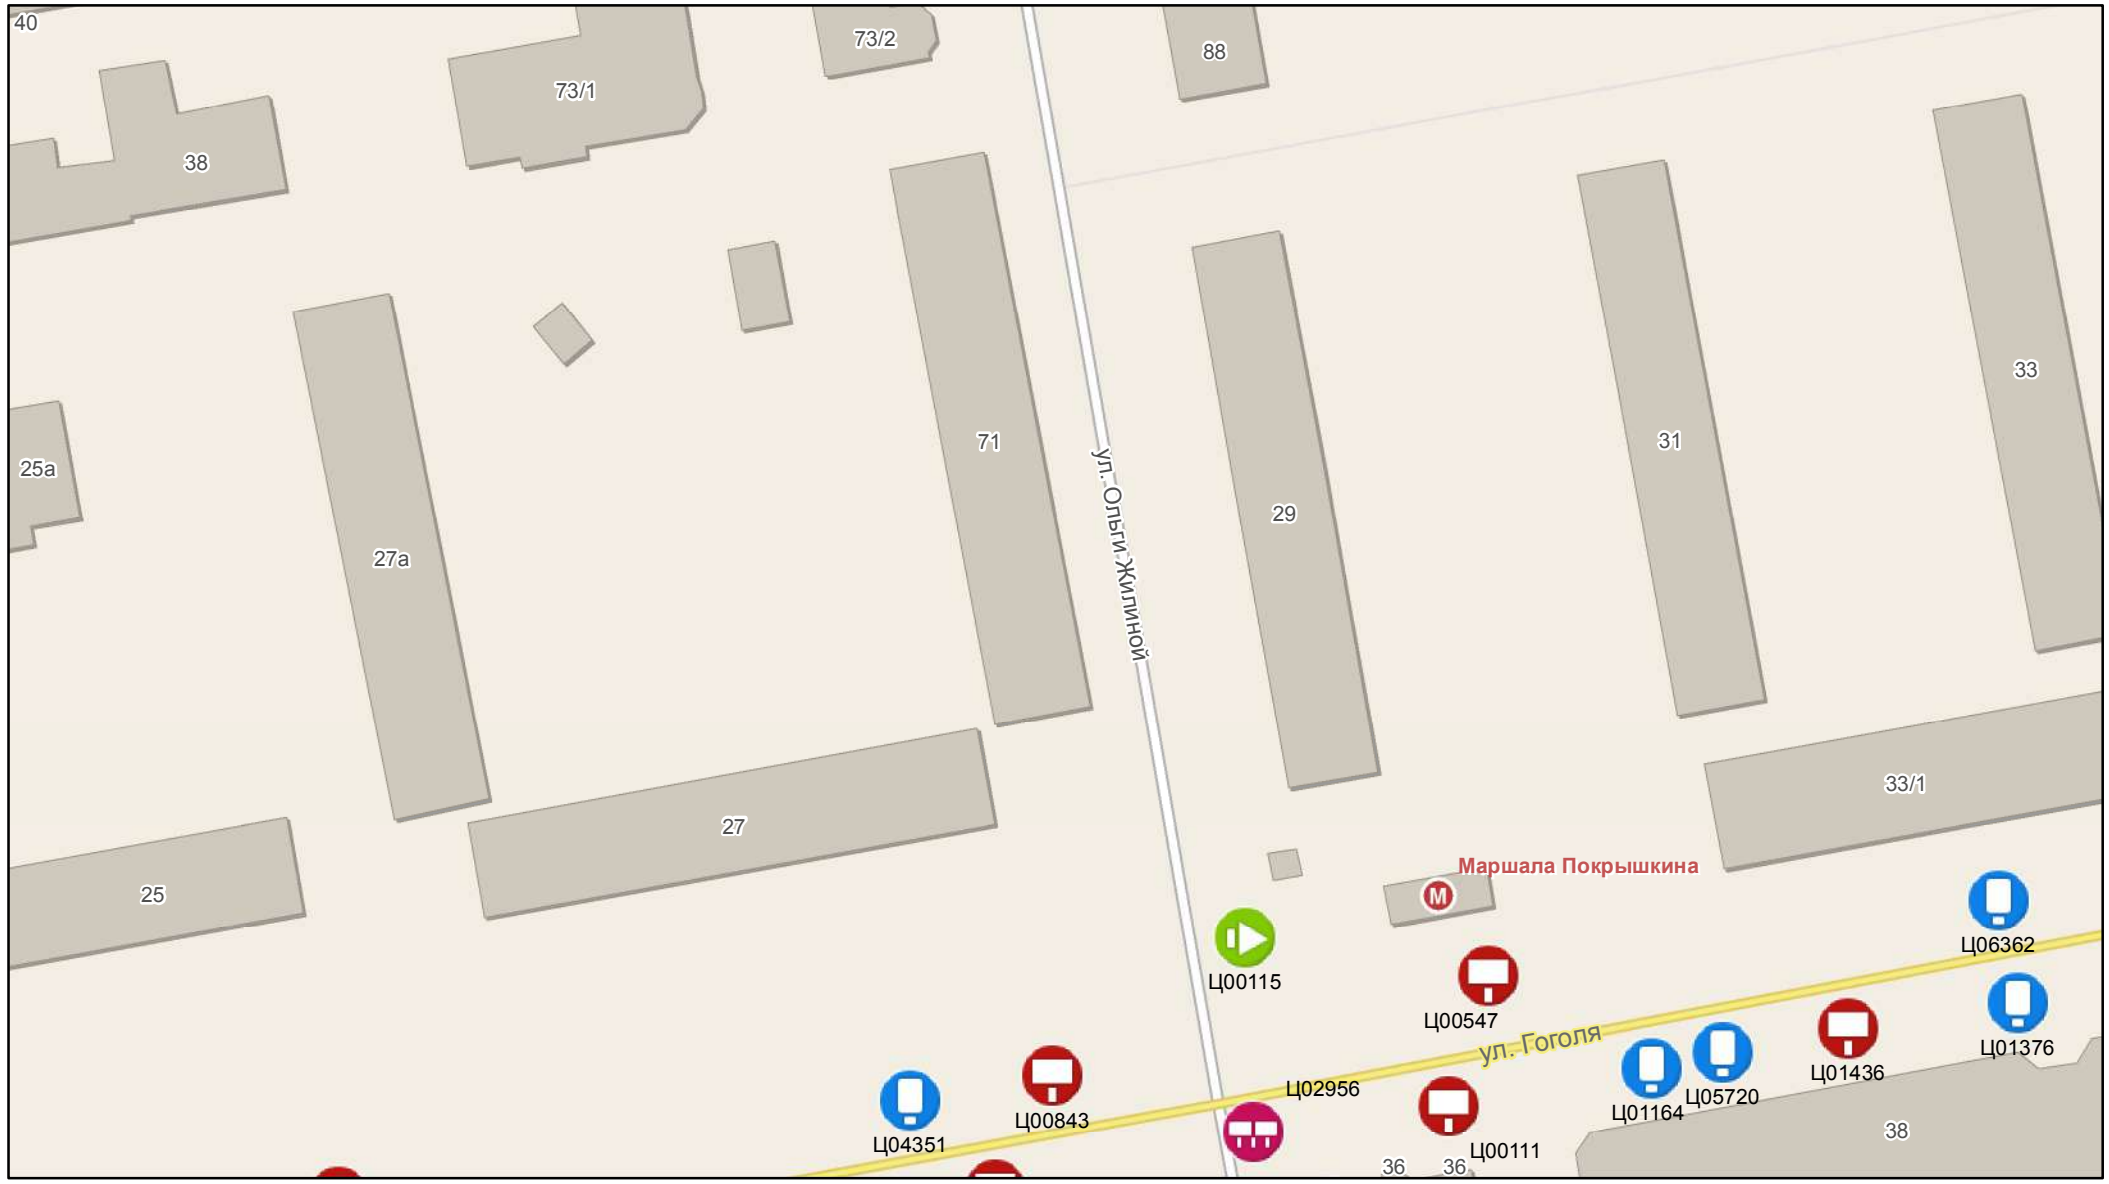 40
73/2
88
73/1
38
33
31
71
25а
29
27а
ул. Ольги Жилиной
33/1
27
Маршала Покрышкина
25
М
Ц06362
Ц00115
Ц00547
ул. Гоголя
Ц01376
Ц01436
Ц02956
Ц05720
Ц01164
Ц00843
38
Ц04351
Ц00111
36
36